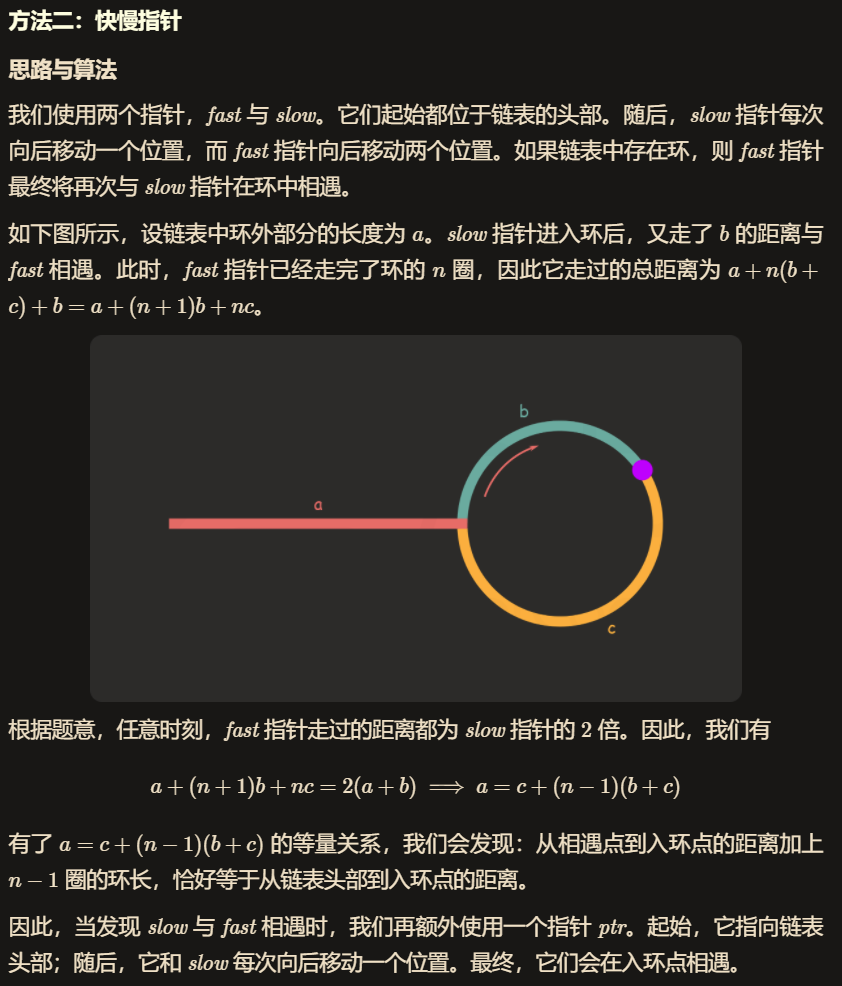 方法二：快慢指针
思路与算法
我们使用两个指针，fast 与 slow。它们起始都位于链表的头部。随后，slow 指针每次
向后移动一个位置，而 fast 指针向后移动两个位置。如果链表中存在环，则 fast 指针
最终将再次与 slow 指针在环中相遇。
如下图所示，设链表中环外部分的长度为 a。slow 指针进入环后，又走了 b 的距离与
fast 相遇。此时，fast 指针已经走完了环的 n 圈，因此它走过的总距离为 a + n(b +
c) + b = a + (n + 1)b + nc。
b
a
c
根据题意，任意时刻，fast 指针走过的距离都为 slow 指针的 2 倍。因此，我们有
a + (n + 1)b + nc = 2(a + b) ⟹ a = c + (n − 1)(b + c)
有了 a = c + (n − 1)(b + c) 的等量关系，我们会发现：从相遇点到入环点的距离加上
n − 1 圈的环长，恰好等于从链表头部到入环点的距离。
因此，当发现 slow 与 fast 相遇时，我们再额外使用一个指针 ptr。起始，它指向链表
头部；随后，它和 slow 每次向后移动一个位置。最终，它们会在入环点相遇。